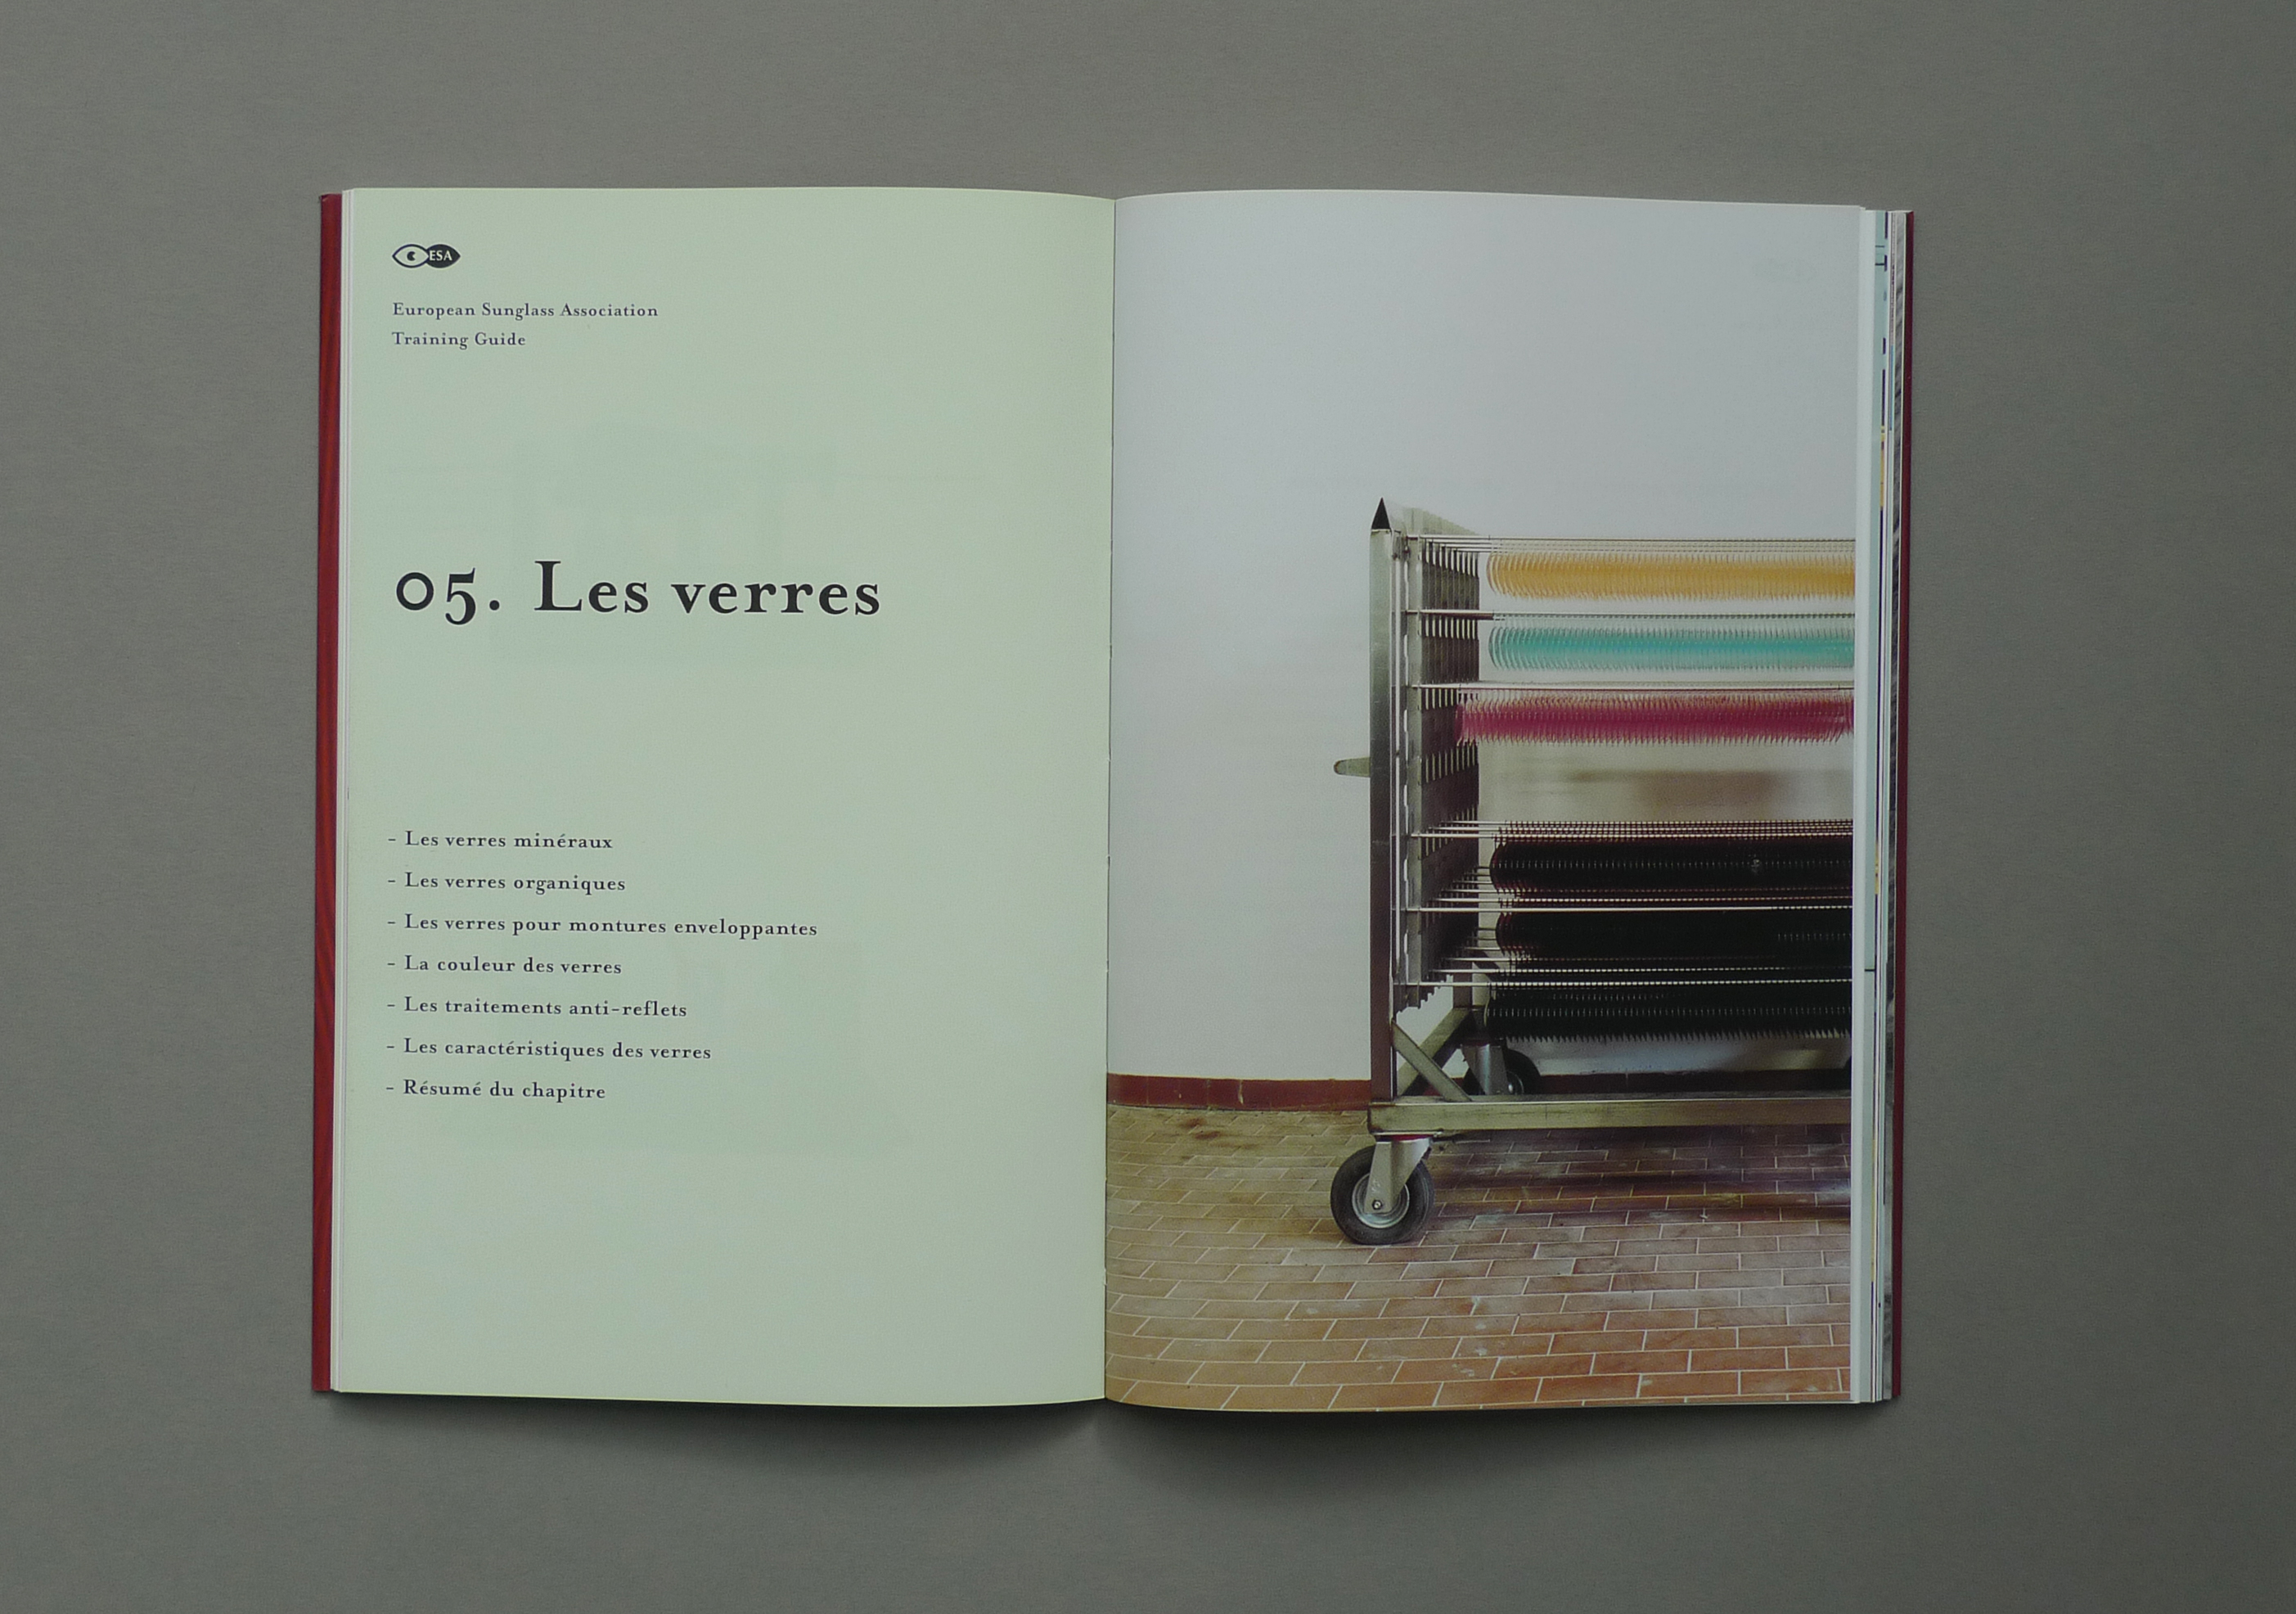 ESA
European Sunglass Association
Training Guide
05. Les verres
- Les verres minéraux
- Les verres organiques
- Les verres pour montures enveloppantes
- La couleur des verres
- Les traitements anti-reflets
- Les caractéristiques des verres
- Résumé du chapitre